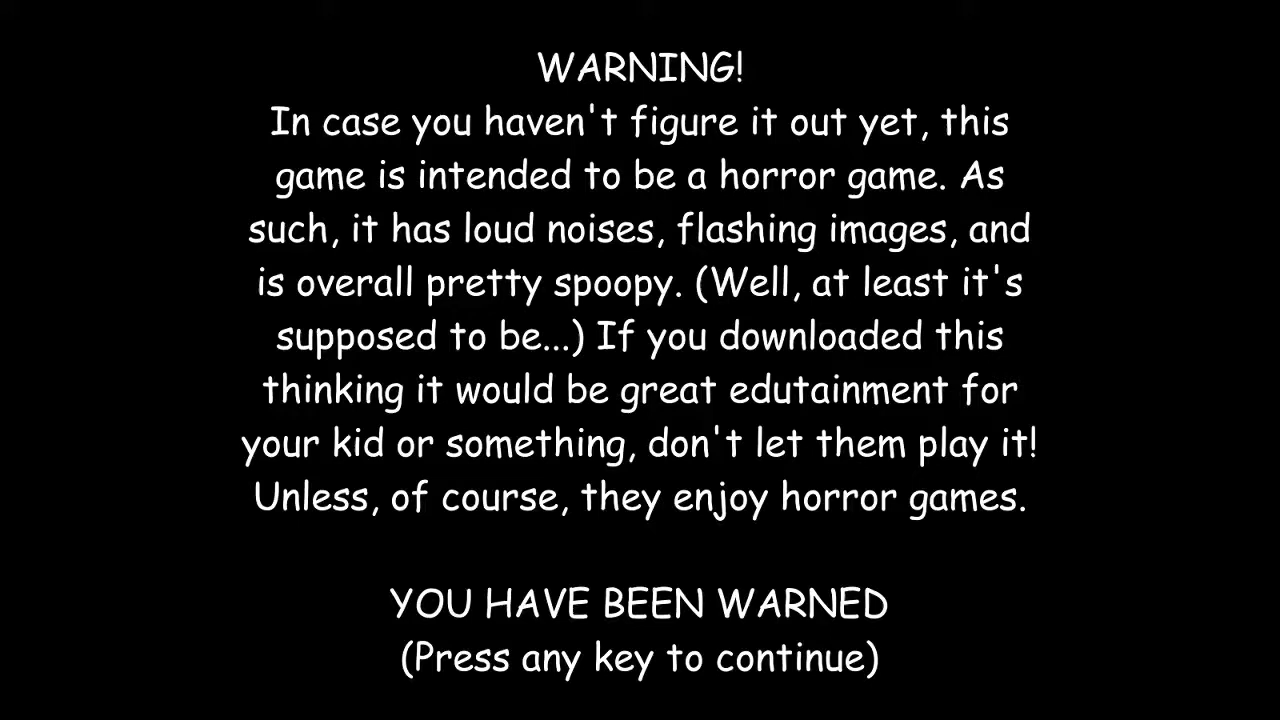 WARNING!
In case you haven't figure it out yet, this
game is intended to be a horror game. As
such, it has loud noises, flashing images, and
is overall pretty spoopy. (Well, at least it's
supposed to be...) If you downloaded this
thinking it would be great edutainment for
your kid or something, don't let them play it!
Unless, of course, they enjoy horror games.
YOU HAVE BEEN WARNED
(Press any key to continue)